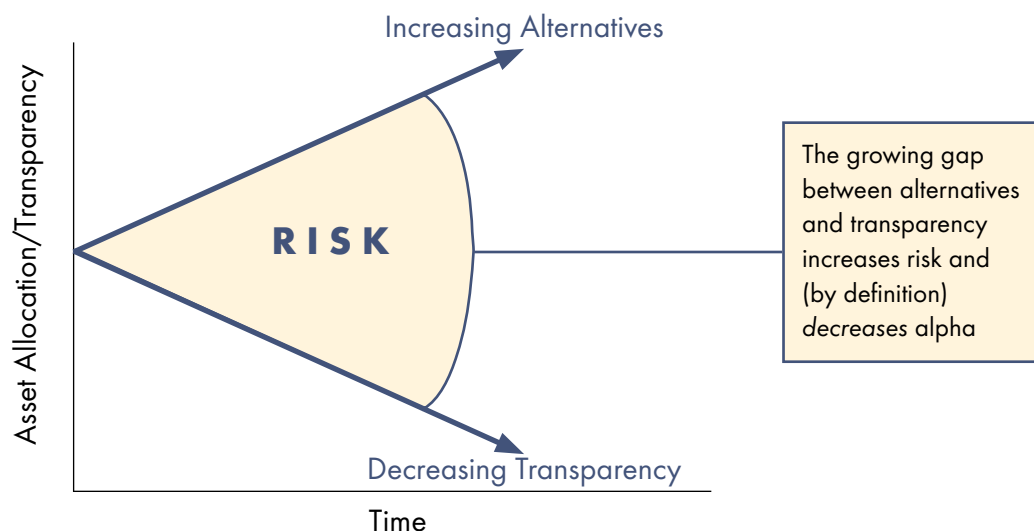 Increasing Alternatives
Asset Allocation/Transparency
RISK
The growing gap
between alternatives
and transparency
increases risk and
(by definition)
decreases alpha
Decreasing Transparency
Time